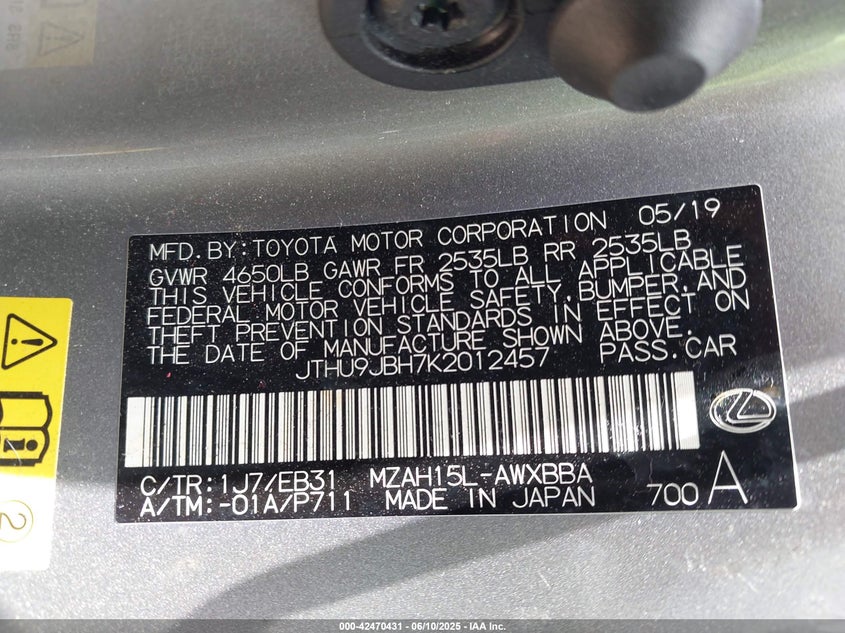 MFD.BY:TOYOTA MOTOR CORPORATION 05/19
GVWR 4650LB GAWR FR 2535LB RR 2535LB
THIS VEHICLE CONFORMS TO ALL APPLICABLE
FEDERAL MOTOR VEHICLE SAFETY,BUMPER,AND
THEFT PREVENTION STANDARDS IN EFFECT ON
THE DATE OF MANUFACTURE SHOWN ABOVE.
JTHU9JBH7K2012457 PASS.CAR
C/TR:1J7/EB31 MZAH15L-AWXBBA
A/TM:-01A/P711 MADE IN JAPAN 700 A
2
000-42470431 - 06/10/2025 - IAA Inc.